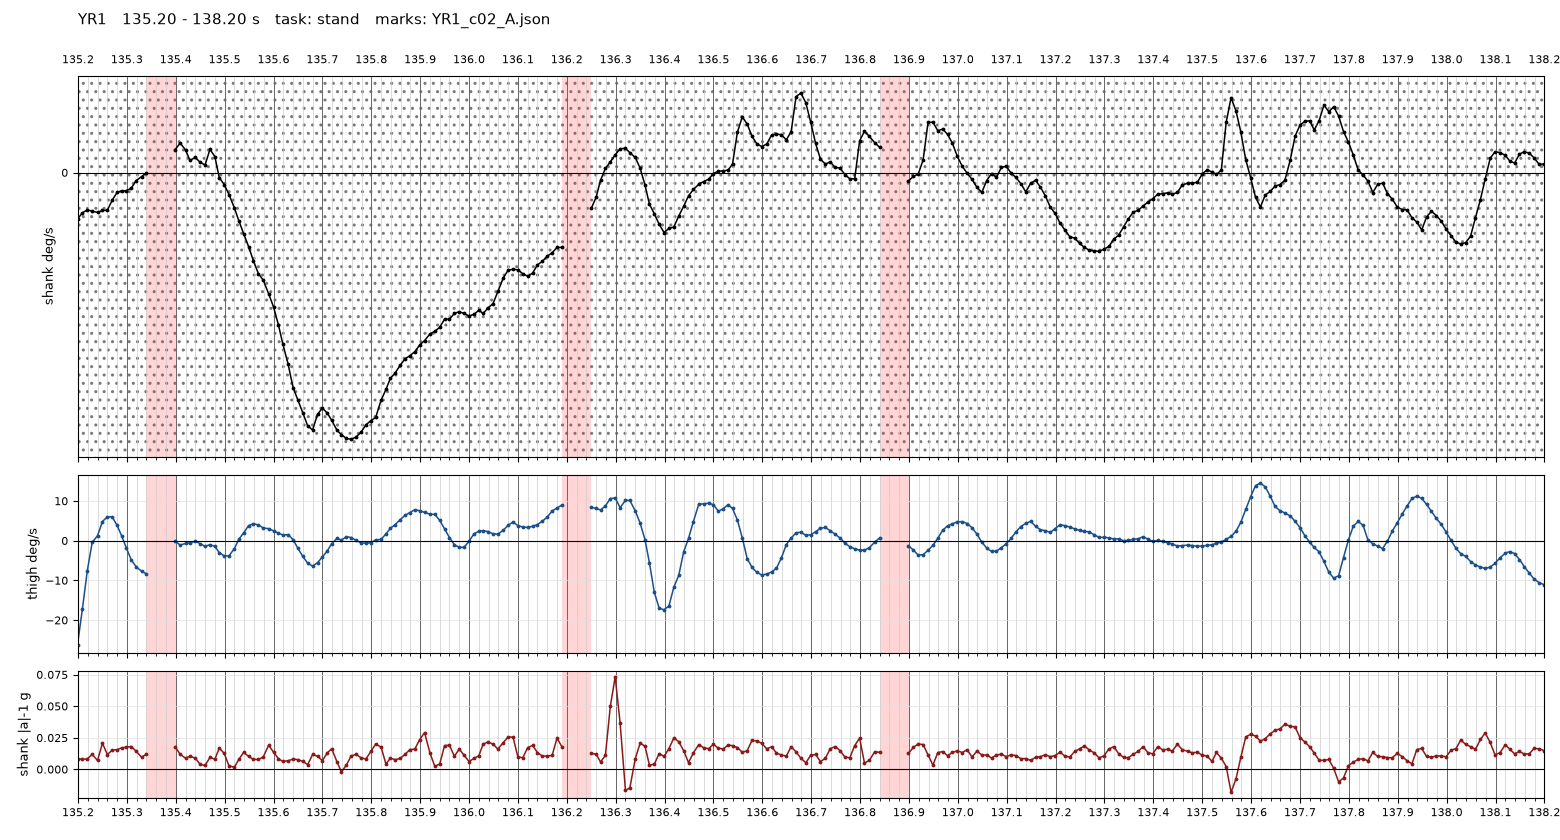 YR1   135.20 - 138.20 s   task: stand   marks: YR1_c02_A.json
135.2 135.3 135.4 135.5 135.6 135.7 135.8 135.9 136.0 136.1 136.2 136.3 136.4 136.5 136.6 136.7 136.8 136.9 137.0 137.1 137.2 137.3 137.4 137.5 137.6 137.7 137.8 137.9 138.0 138.1 138.2
0
shank deg/s
10
0
−10
−20
thigh deg/s
0.075
0.050
0.025
0.000
shank |a|-1 g
135.2 135.3 135.4 135.5 135.6 135.7 135.8 135.9 136.0 136.1 136.2 136.3 136.4 136.5 136.6 136.7 136.8 136.9 137.0 137.1 137.2 137.3 137.4 137.5 137.6 137.7 137.8 137.9 138.0 138.1 138.2